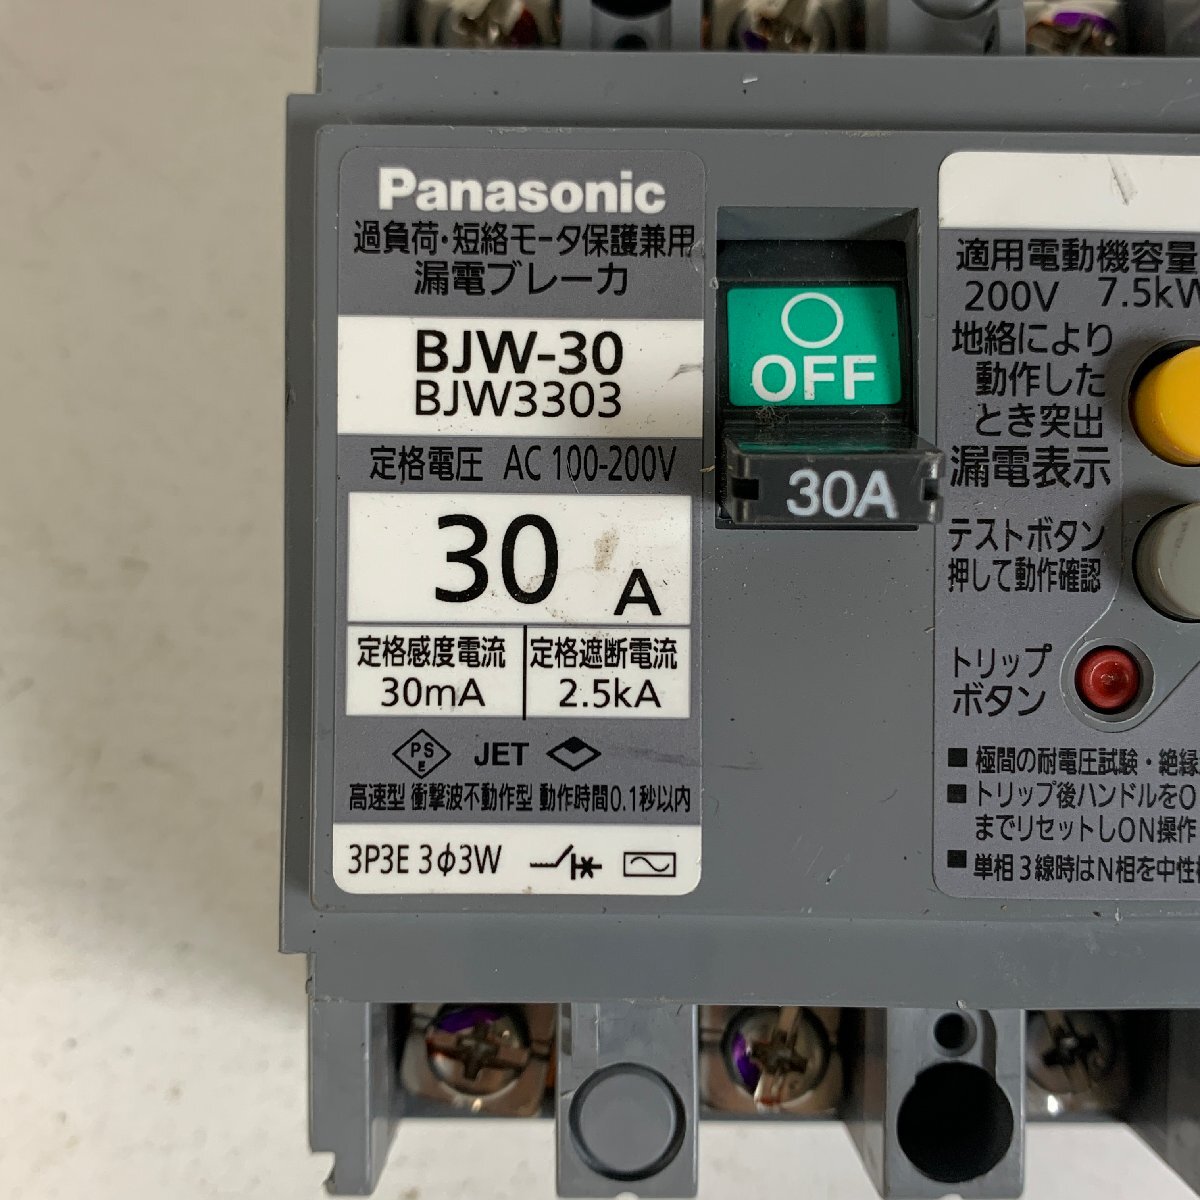 Panasonic
過負荷・短絡モータ保護兼用
漏電ブレーカ
BJW-30
BJW3303
定格電圧 AC 100-200V
30 A
定格感度電流
30mA
定格遮断電流
2.5kA
PS
E
JET
高速型 衝撃波不動作型 動作時間0.1秒以内
3P3E 3φ3W
OFF
30A
適用電動機容量
200V 7.5kW
地絡により
動作した
とき突出
漏電表示
テストボタン
押して動作確認
トリップ
ボタン
■ 極間の耐電圧試験・絶縁
■ トリップ後ハンドルをO
までリセットしON操作
■ 単相3線時はN相を中性